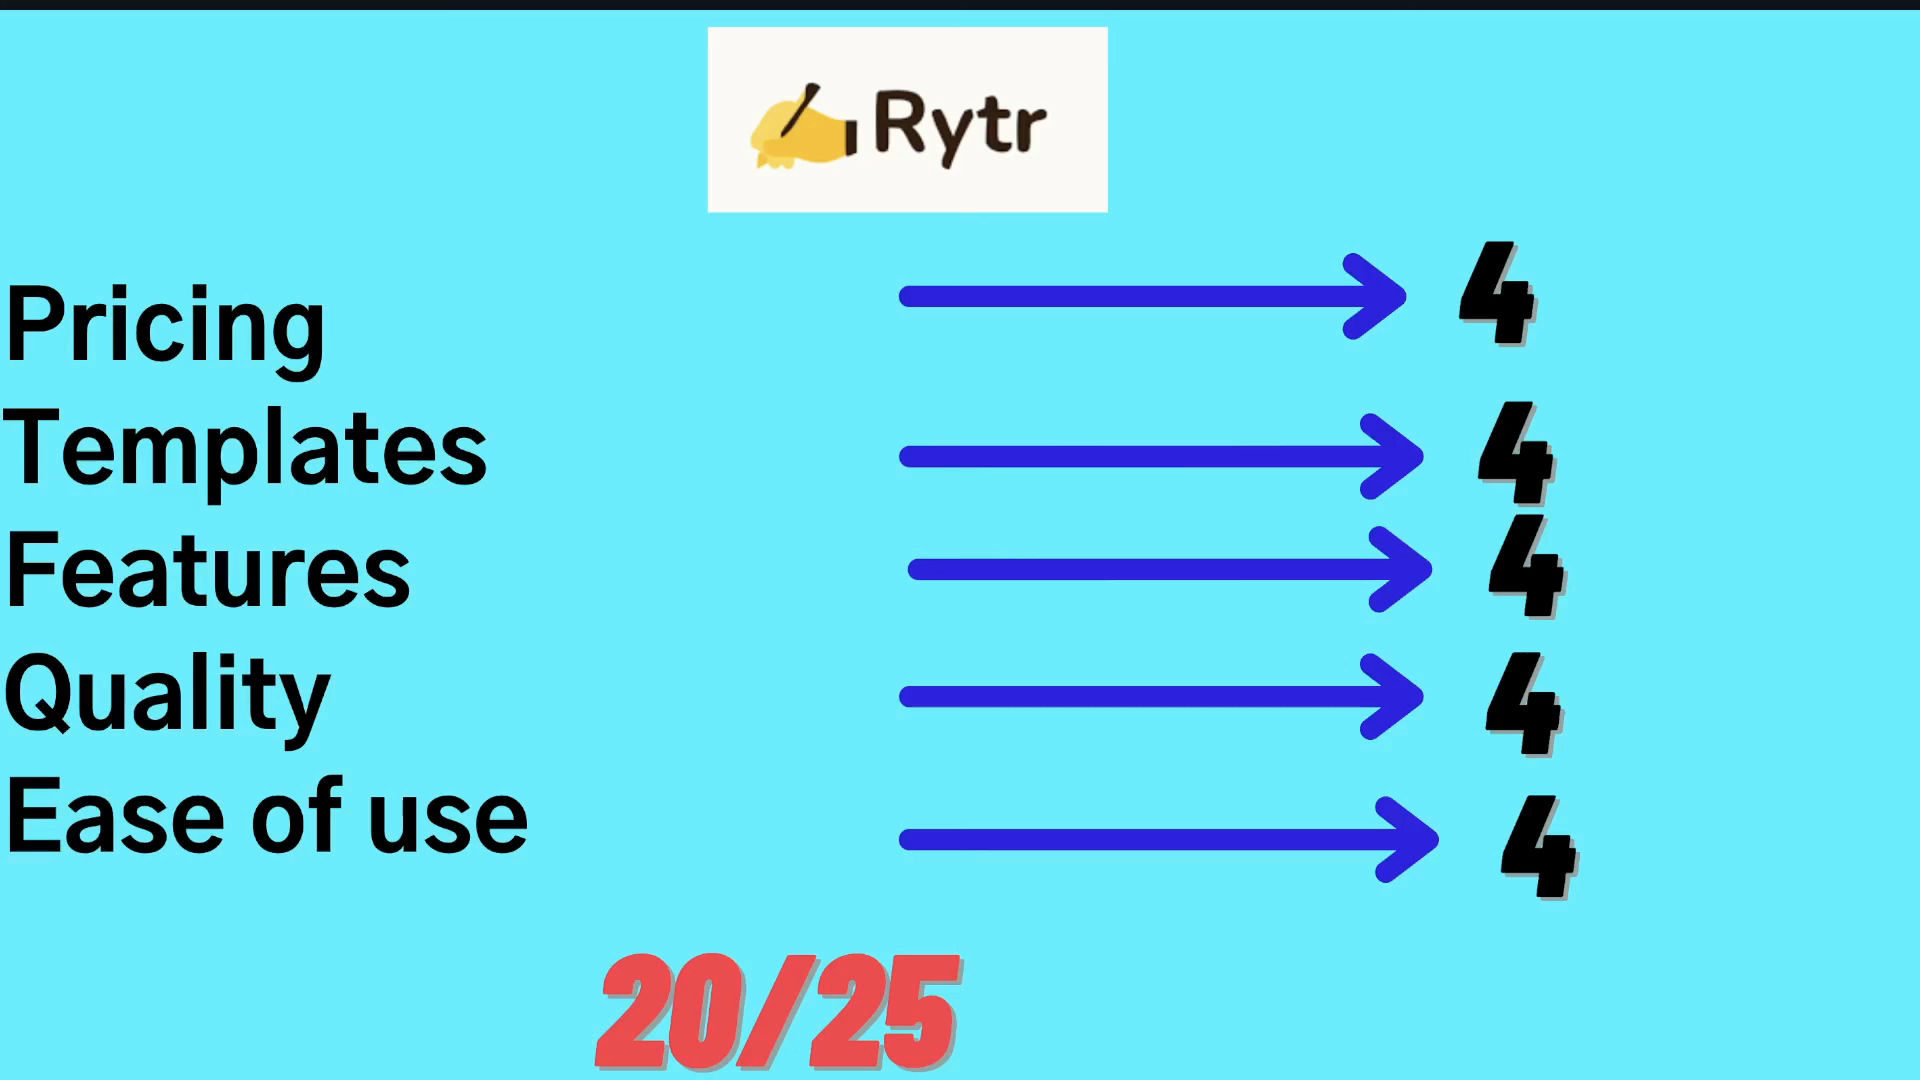 Rytr
Pricing 4
Templates 4
Features 4
Quality 4
Ease of use 4
20/25